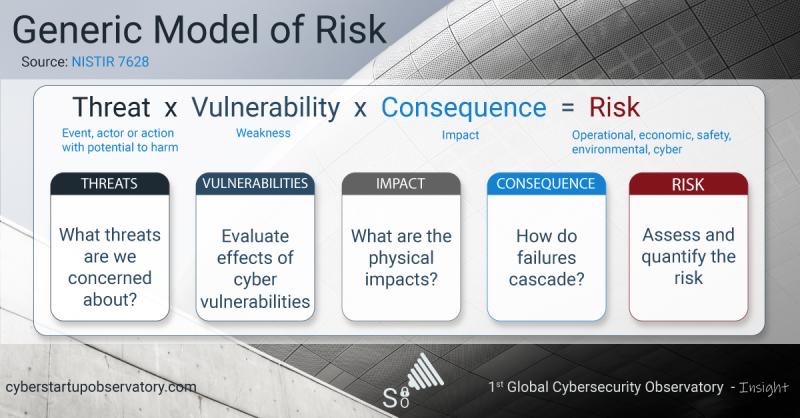 Generic Model of Risk
Source: NISTIR 7628
Threat x Vulnerability x Consequence = Risk
Event, actor or action
with potential to harm
Weakness
Impact
Operational, economic, safety,
environmental, cyber
THREATS
What threats
are we
concerned
about?
VULNERABILITIES
Evaluate
effects of
cyber
vulnerabilities
IMPACT
What are the
physical
impacts?
CONSEQUENCE
How do
failures
cascade?
RISK
Assess and
quantify the
risk
cyberstartupobservatory.com
1st Global Cybersecurity Observatory - Insight